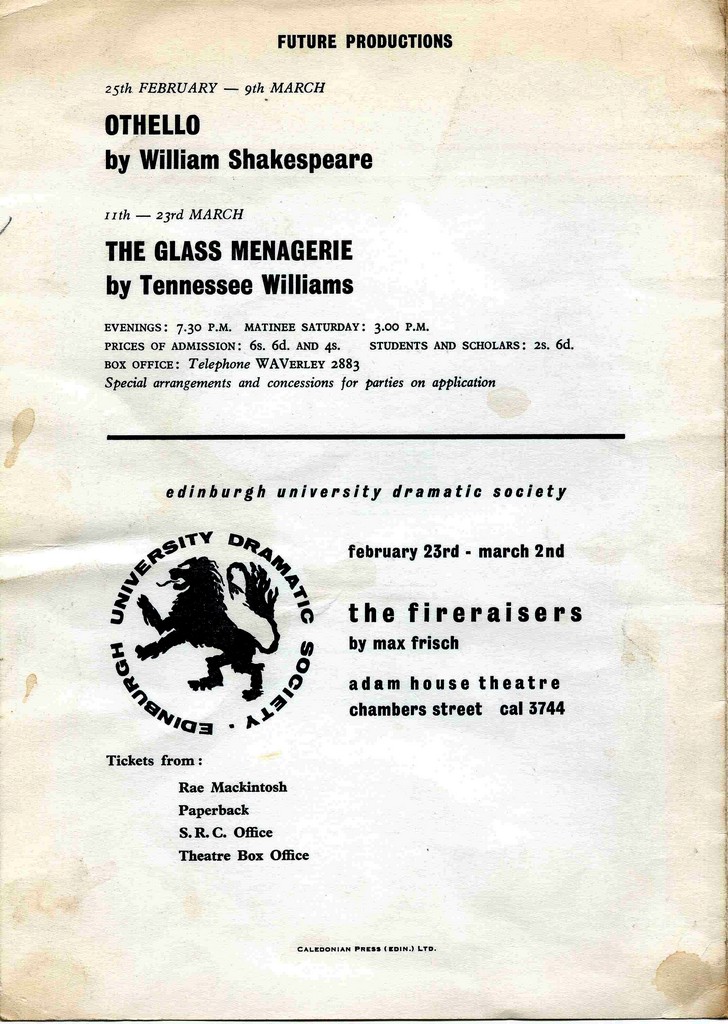 FUTURE PRODUCTIONS
25th FEBRUARY — 9th MARCH
OTHELLO
by William Shakespeare
11th — 23rd MARCH
THE GLASS MENAGERIE
by Tennessee Williams
EVENINGS: 7.30 P.M. MATINEE SATURDAY: 3.00 P.M.
PRICES OF ADMISSION: 6s. 6d. AND 4s. STUDENTS AND SCHOLARS: 2s. 6d.
BOX OFFICE: Telephone WAVERLEY 2883
Special arrangements and concessions for parties on application
edinburgh university dramatic society
EDINBURGH UNIVERSITY DRAMATIC SOCIETY ·
february 23rd - march 2nd
the fireraisers
by max frisch
adam house theatre
chambers street cal 3744
Tickets from:
Rae Mackintosh
Paperback
S.R.C. Office
Theatre Box Office
CALEDONIAN PRESS (EDIN.) LTD.